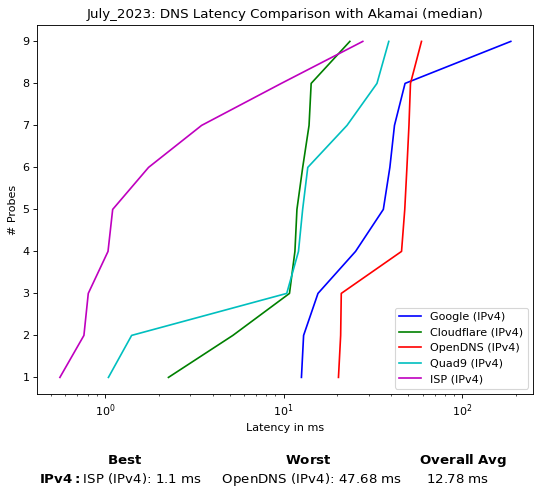 July_2023: DNS Latency Comparison with Akamai (median)
9
8
7
6
5
4
3
2
1
# Probes
Google (IPv4)
Cloudflare (IPv4)
OpenDNS (IPv4)
Quad9 (IPv4)
ISP (IPv4)
10⁰ 10¹ 10²
Latency in ms
Best Worst Overall Avg
IPv4: ISP (IPv4): 1.1 ms OpenDNS (IPv4): 47.68 ms 12.78 ms